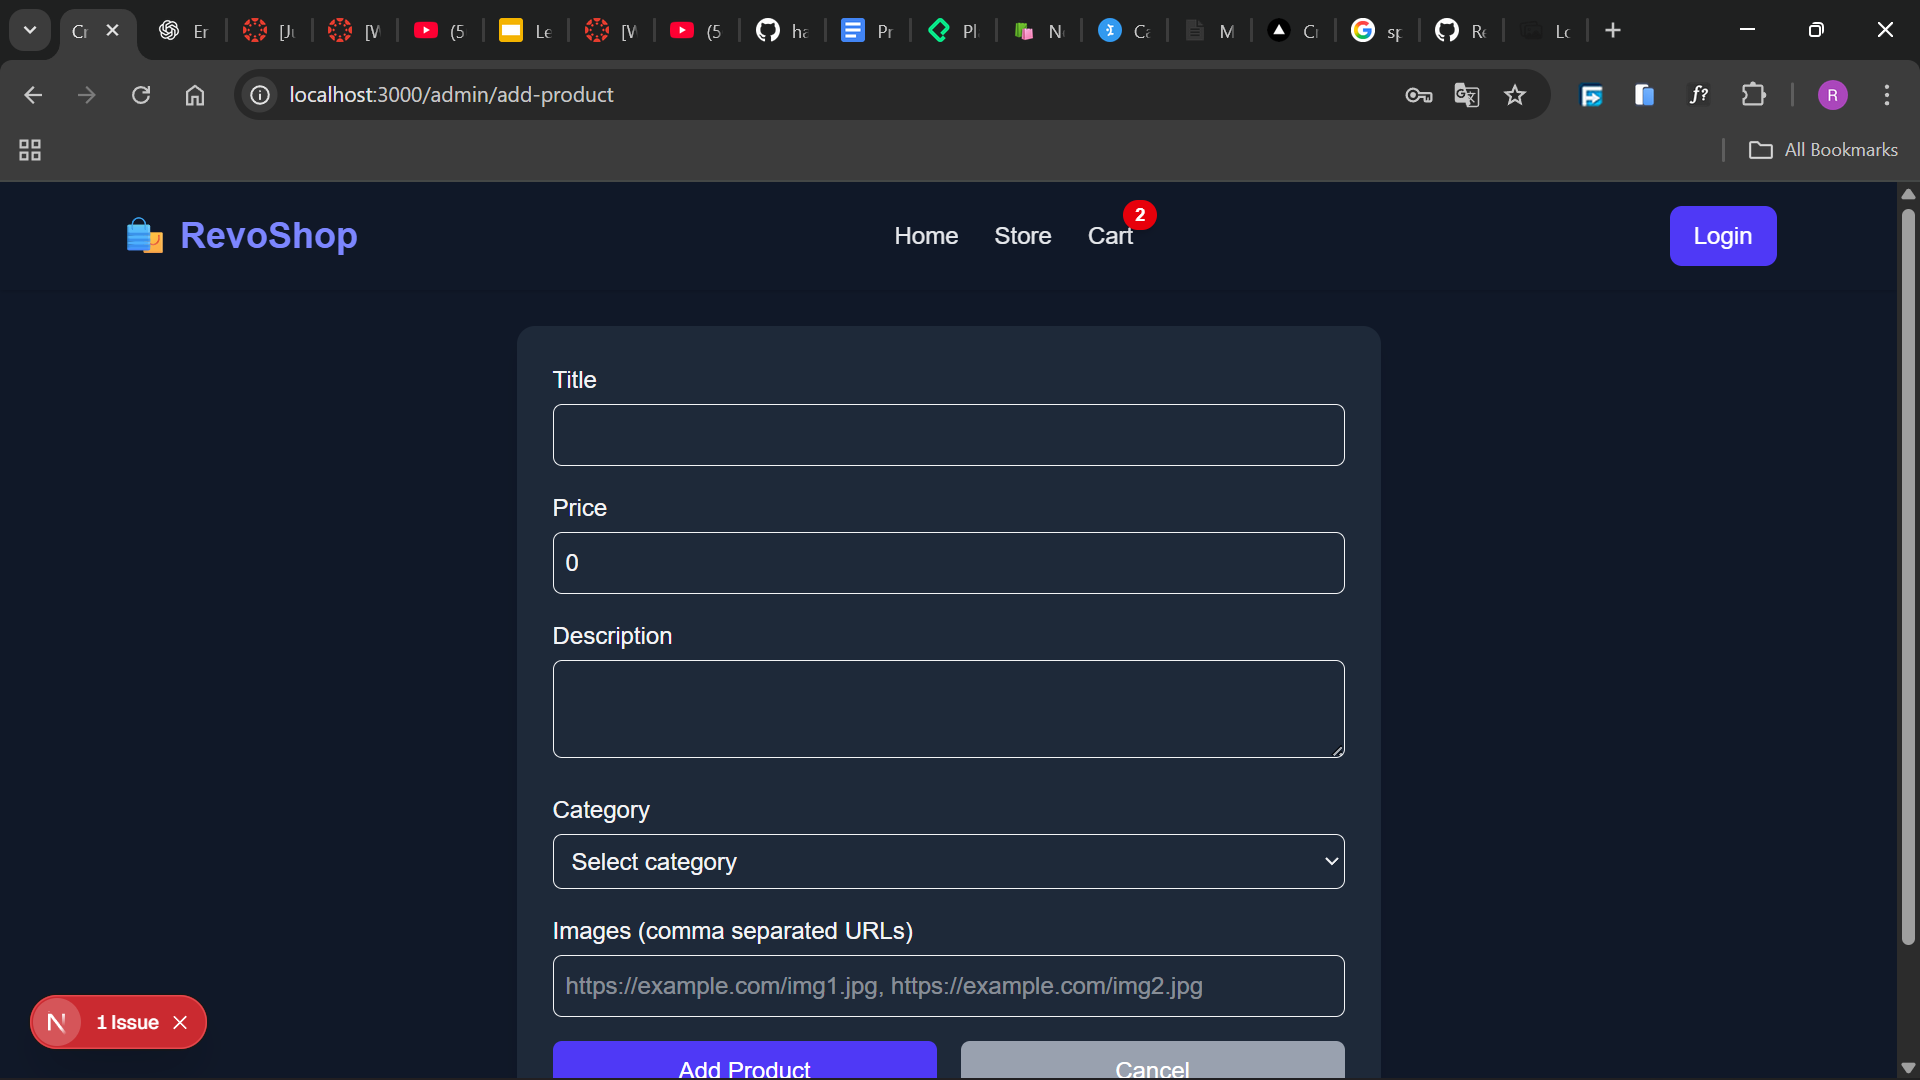 Cr
Er
[Ju
[W
(5
Le
[W
(5
ha
Pr
Pl
N
Ca
M
Cr
sp
Re
Lo
localhost:3000/admin/add-product
f?
R
All Bookmarks
RevoShop
Home
Store
Cart
2
Login
Title
Price
0
Description
Category
Select category
Images (comma separated URLs)
https://example.com/img1.jpg, https://example.com/img2.jpg
N
1 Issue
Add Product
Cancel